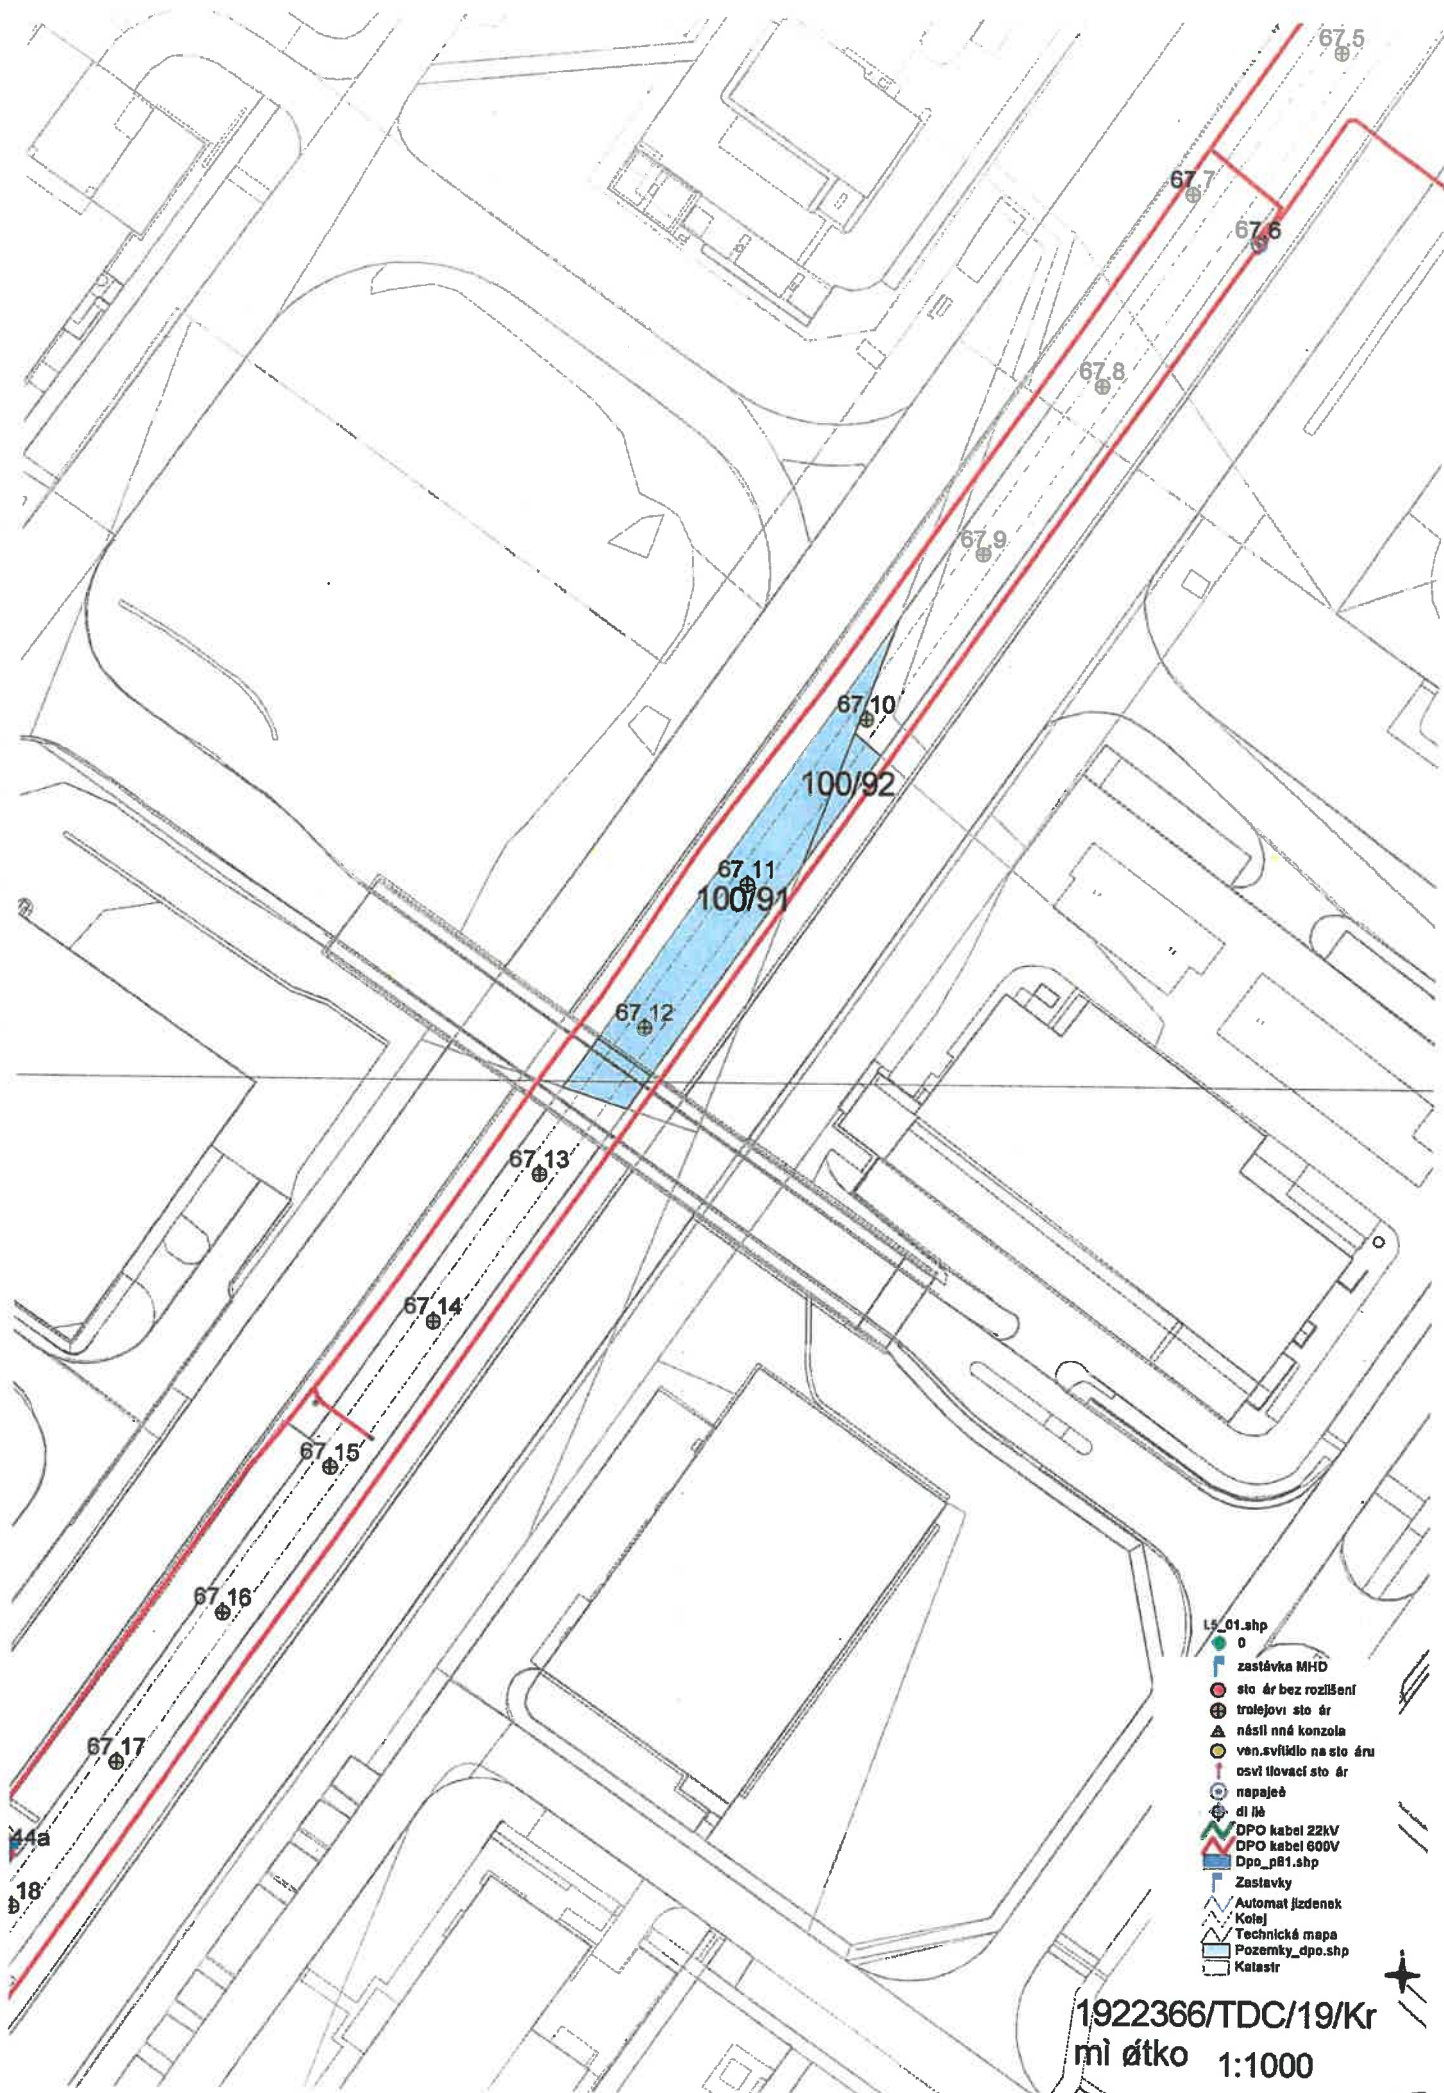 67.5
67.7
67.6
67.8
67.9
67.10
100/92
67.11
100/91
67.12
67.13
67.14
67.15
67.16
67.17
44a
18
L5_01.shp
0
zastávka MHD
sto ár bez rozlišení
trolejovı sto ár
násti nná konzola
ven.svítidlo na sto áru
osvì tlovací sto ár
napajeè
di liè
DPO kabel 22kV
DPO kabel 600V
Dpo_p81.shp
Zastavky
Automat jízdenek
Kolej
Technická mapa
Pozemky_dpo.shp
Katastr
1922366/TDC/19/Kr
mì øtko 1:1000